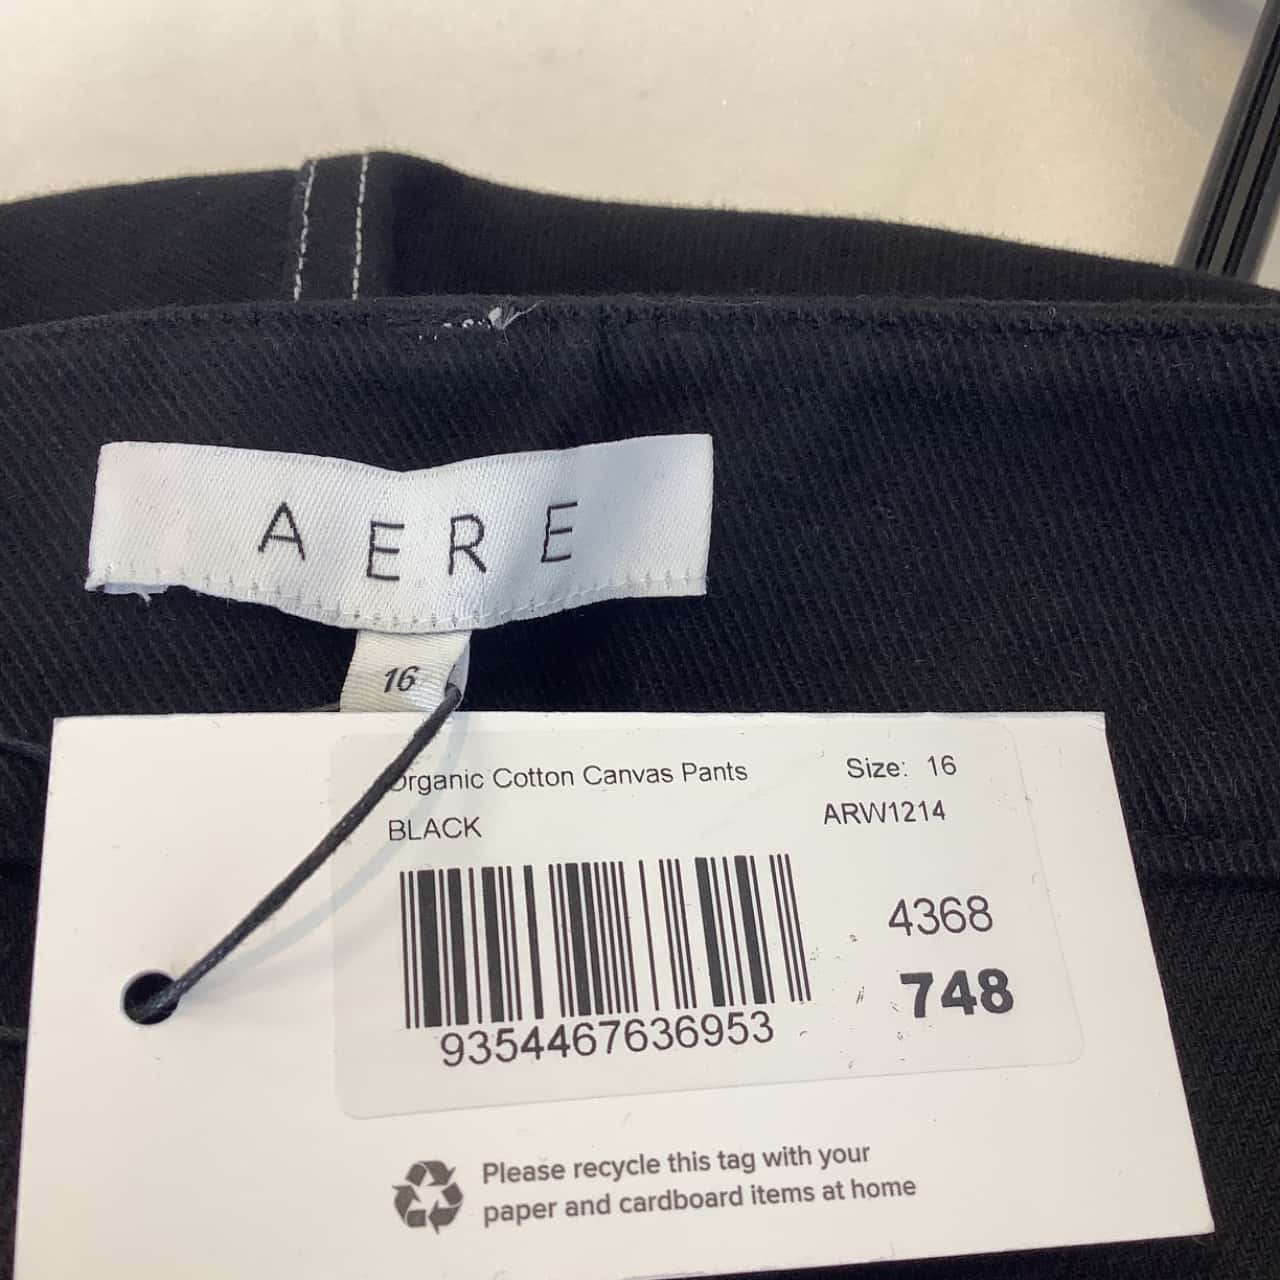 AERE
16
Organic Cotton Canvas Pants
Size: 16
BLACK
ARW1214
4368
748
9354467636953
Please recycle this tag with your
paper and cardboard items at home